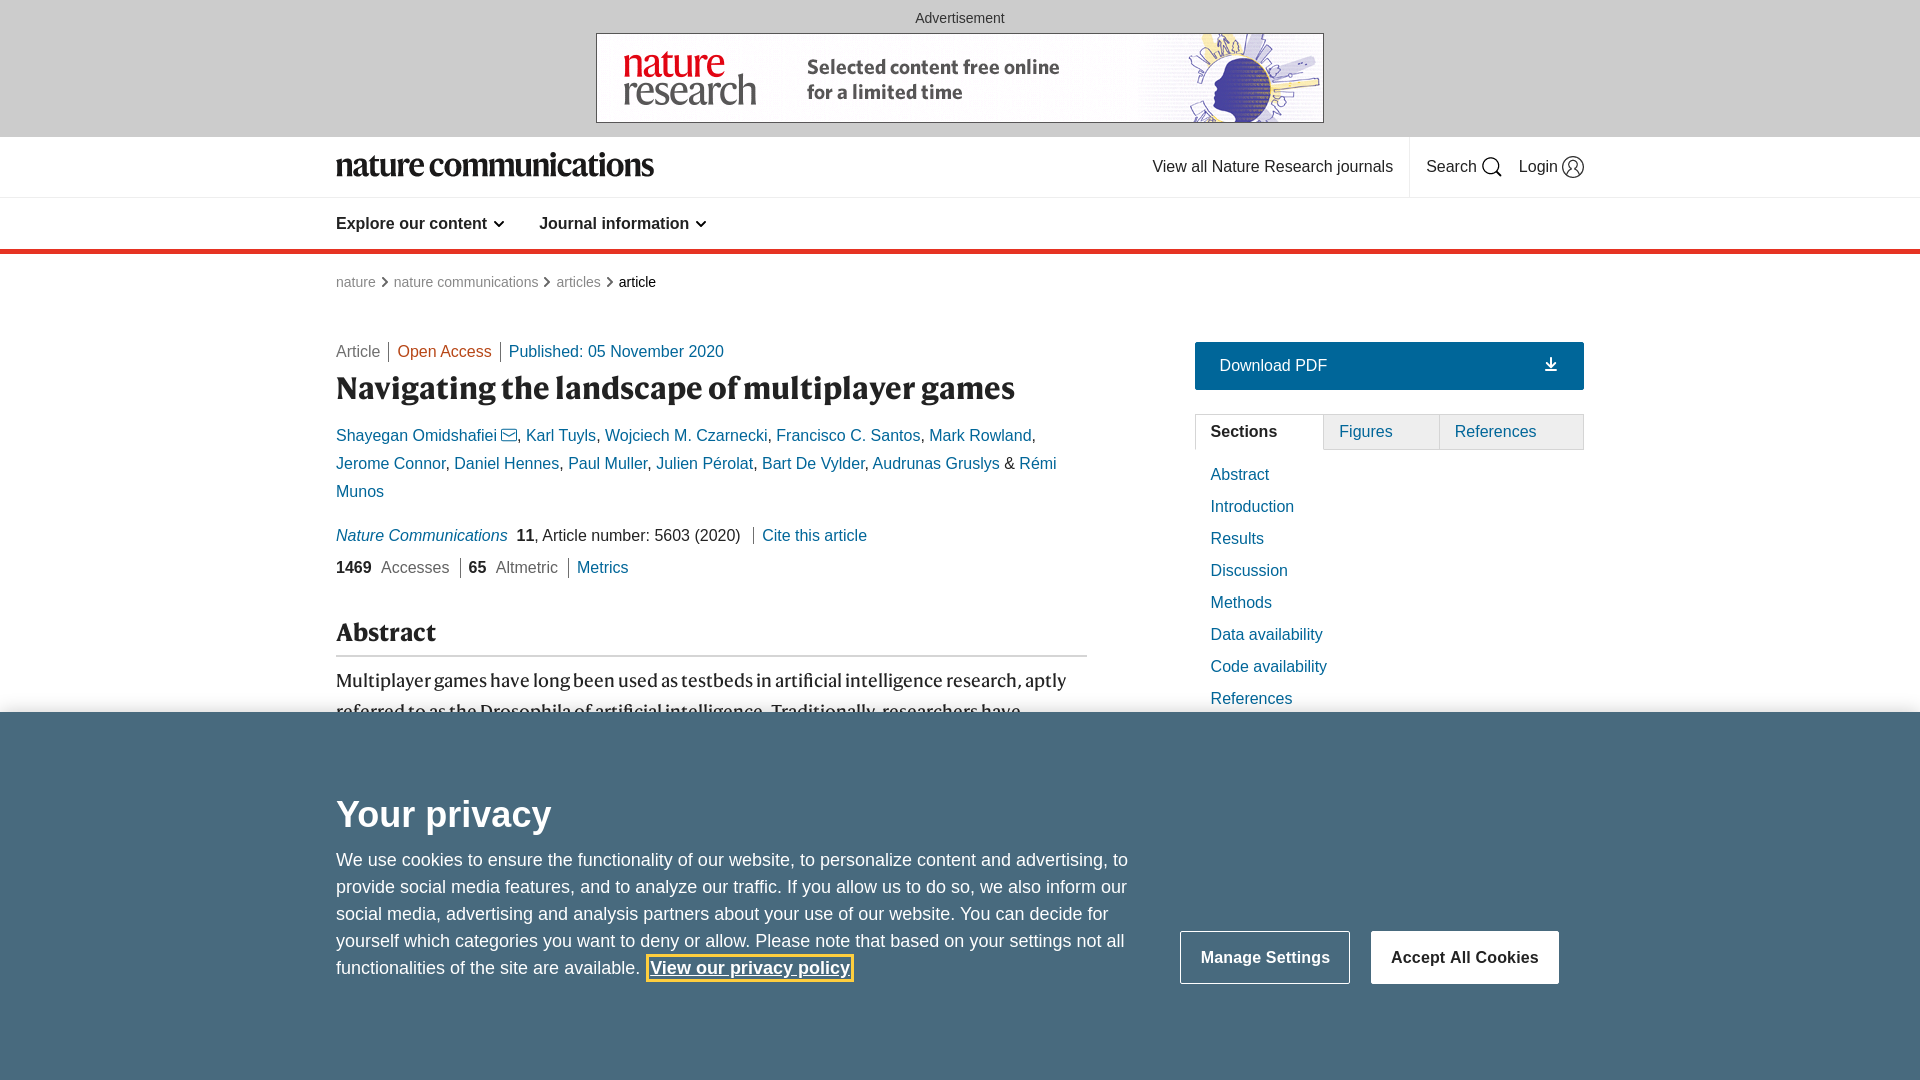 Advertisement
nature
research
Selected content free online
for a limited time
nature communications
View all Nature Research journals
Search
Login
Explore our content
Journal information
nature
nature communications
articles
article
Article
Open Access
Published: 05 November 2020
Navigating the landscape of multiplayer games
Shayegan Omidshafiei, Karl Tuyls, Wojciech M. Czarnecki, Francisco C. Santos, Mark Rowland,
Jerome Connor, Daniel Hennes, Paul Muller, Julien Pérolat, Bart De Vylder, Audrunas Gruslys & Rémi
Munos
Nature Communications 11, Article number: 5603 (2020)
Cite this article
1469 Accesses
65 Altmetric
Metrics
Abstract
Multiplayer games have long been used as testbeds in artificial intelligence research, aptly
referred to as the Drosophila of artificial intelligence. Traditionally, researchers have
Download PDF
Sections
Figures
References
Abstract
Introduction
Results
Discussion
Methods
Data availability
Code availability
References
Your privacy
We use cookies to ensure the functionality of our website, to personalize content and advertising, to
provide social media features, and to analyze our traffic. If you allow us to do so, we also inform our
social media, advertising and analysis partners about your use of our website. You can decide for
yourself which categories you want to deny or allow. Please note that based on your settings not all
functionalities of the site are available. View our privacy policy
Manage Settings
Accept All Cookies